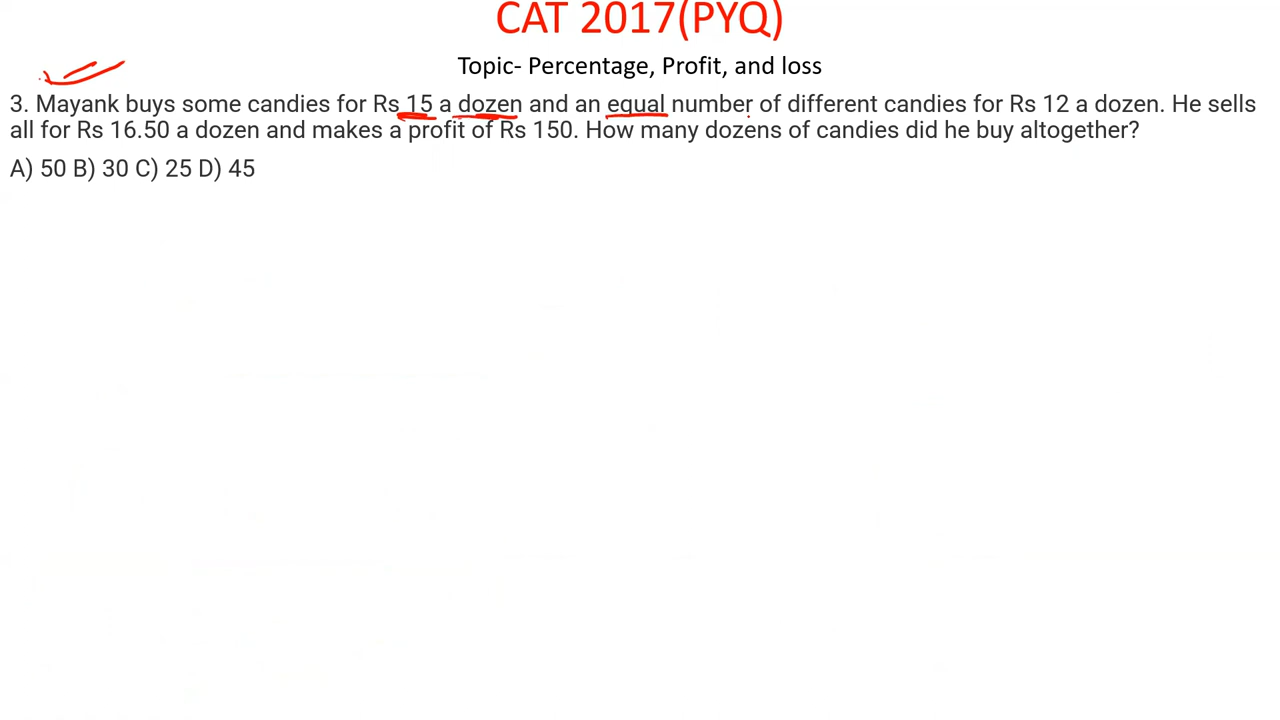 CAT 2017(PYQ)
Topic- Percentage, Profit, and loss
3. Mayank buys some candies for Rs 15 a dozen and an equal number of different candies for Rs 12 a dozen. He sells
all for Rs 16.50 a dozen and makes a profit of Rs 150. How many dozens of candies did he buy altogether?
A) 50 B) 30 C) 25 D) 45